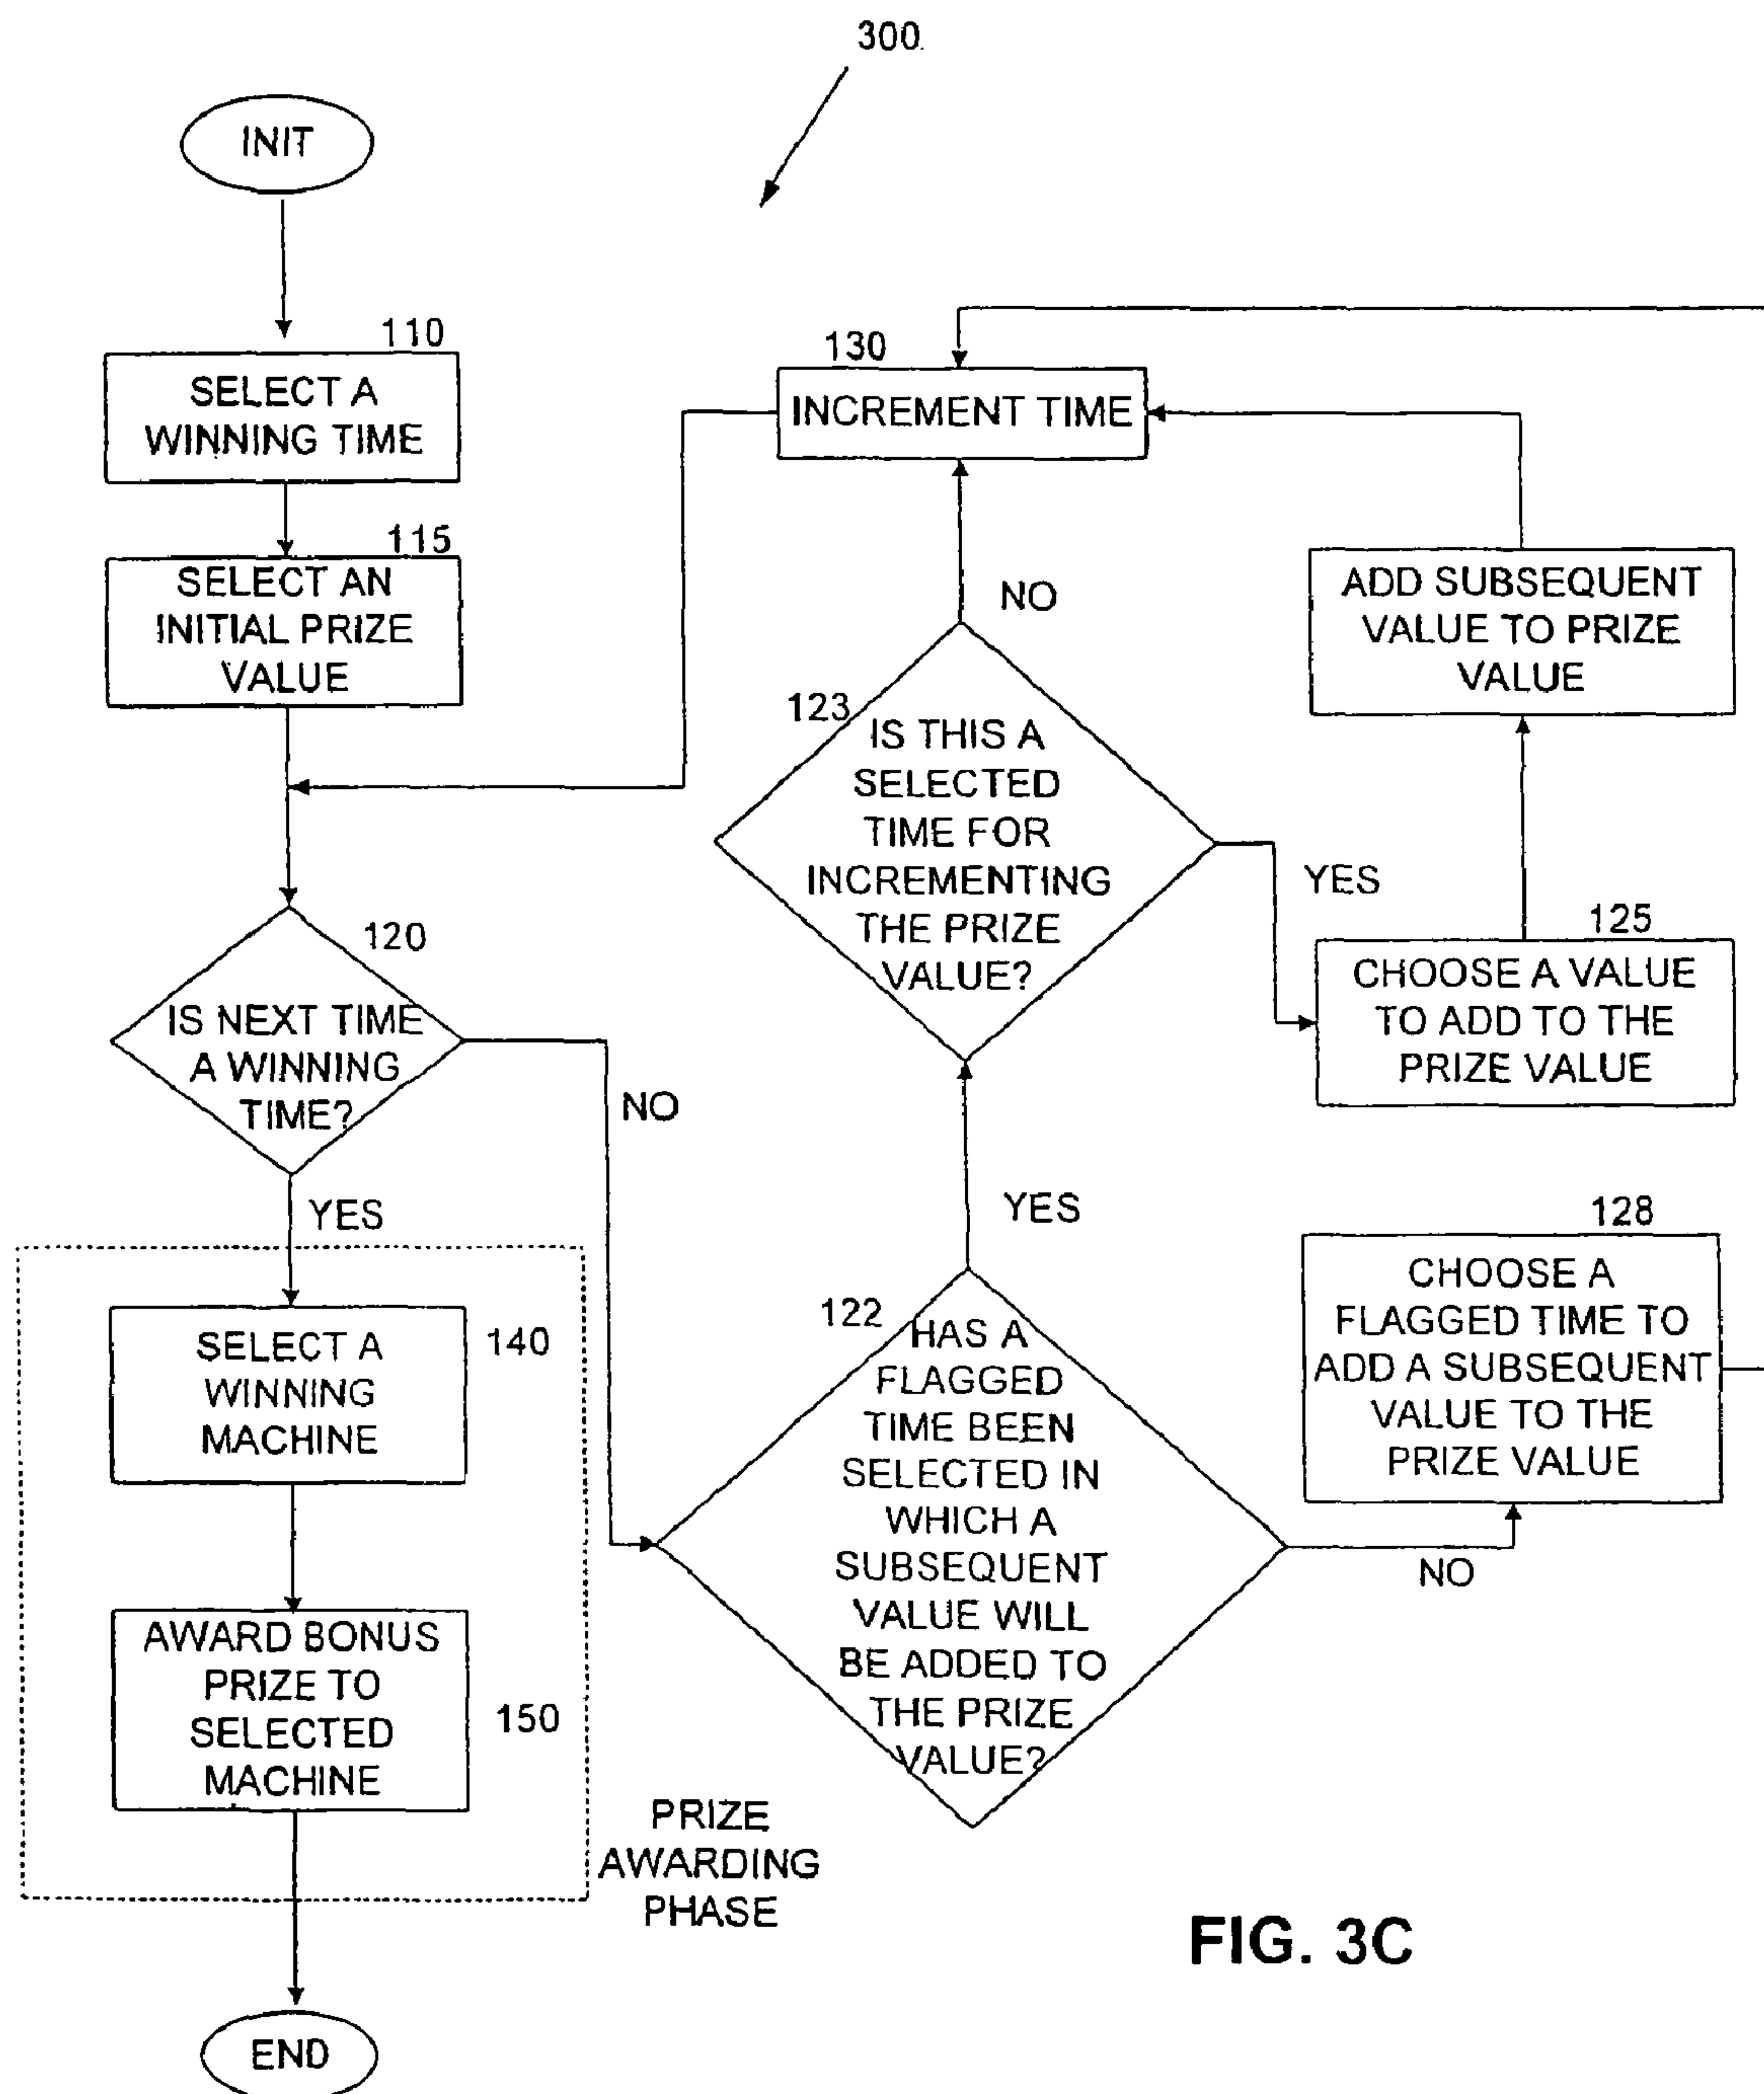 300
INIT
110
SELECT A
WINNING TIME
115
SELECT AN
INITIAL PRIZE
VALUE
120
IS NEXT TIME
A WINNING
TIME?
NO
YES
SELECT A
WINNING
MACHINE
140
AWARD BONUS
PRIZE TO
SELECTED
MACHINE
150
PRIZE
AWARDING
PHASE
END
130
INCREMENT TIME
NO
123
IS THIS A
SELECTED
TIME FOR
INCREMENTING
THE PRIZE
VALUE?
YES
ADD SUBSEQUENT
VALUE TO PRIZE
VALUE
125
CHOOSE A VALUE
TO ADD TO THE
PRIZE VALUE
YES
122
HAS A
FLAGGED
TIME BEEN
SELECTED IN
WHICH A
SUBSEQUENT
VALUE WILL
BE ADDED TO
THE PRIZE
VALUE?
NO
128
CHOOSE A
FLAGGED TIME TO
ADD A SUBSEQUENT
VALUE TO THE
PRIZE VALUE
FIG. 3C